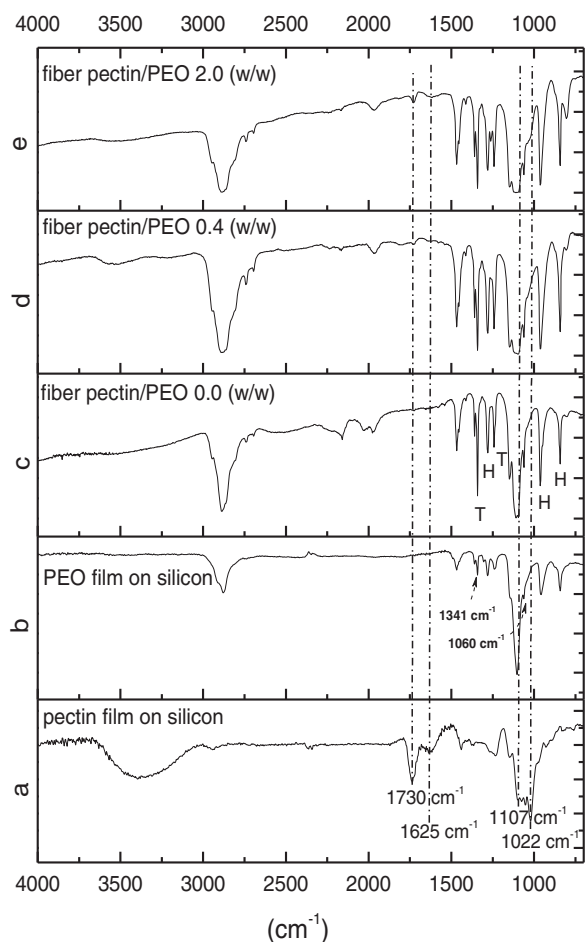 4000 3500 3000 2500 2000 1500 1000
fiber pectin/PEO 2.0 (w/w)
e
fiber pectin/PEO 0.4 (w/w)
d
fiber pectin/PEO 0.0 (w/w)
c
H
T
H
H
T
PEO film on silicon
b
1341 cm⁻¹
1060 cm⁻¹
pectin film on silicon
a
1730 cm⁻¹
1107 cm⁻¹
1625 cm⁻¹
1022 cm⁻¹
4000 3500 3000 2500 2000 1500 1000
(cm⁻¹)